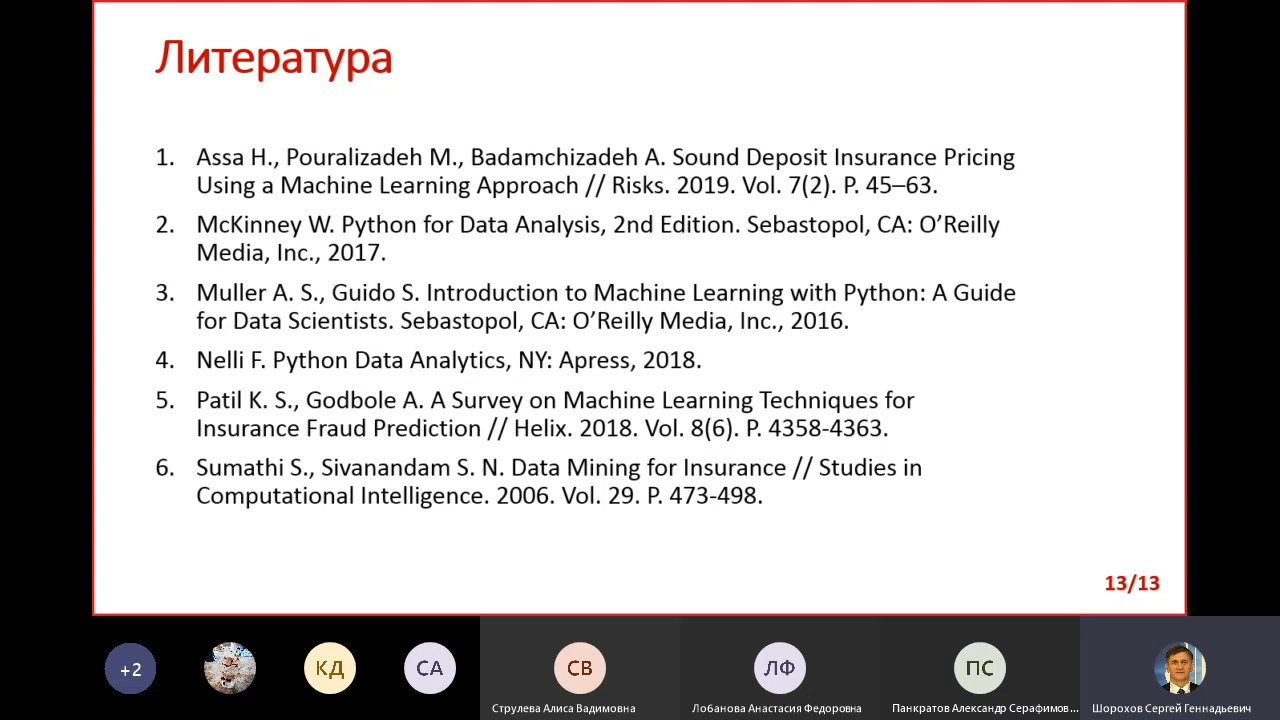 Литература
1. Assa H., Pouralizadeh M., Badamchizadeh A. Sound Deposit Insurance Pricing
Using a Machine Learning Approach // Risks. 2019. Vol. 7(2). P. 45–63.
2. McKinney W. Python for Data Analysis, 2nd Edition. Sebastopol, CA: O’Reilly
Media, Inc., 2017.
3. Muller A. S., Guido S. Introduction to Machine Learning with Python: A Guide
for Data Scientists. Sebastopol, CA: O’Reilly Media, Inc., 2016.
4. Nelli F. Python Data Analytics, NY: Apress, 2018.
5. Patil K. S., Godbole A. A Survey on Machine Learning Techniques for
Insurance Fraud Prediction // Helix. 2018. Vol. 8(6). P. 4358-4363.
6. Sumathi S., Sivanandam S. N. Data Mining for Insurance // Studies in
Computational Intelligence. 2006. Vol. 29. P. 473-498.
13/13
+2
КД
СА
СВ
ЛФ
ПС
Струлева Алиса Вадимовна
Лобанова Анастасия Федоровна
Панкратов Александр Серафимов...
Шорохов Сергей Геннадьевич